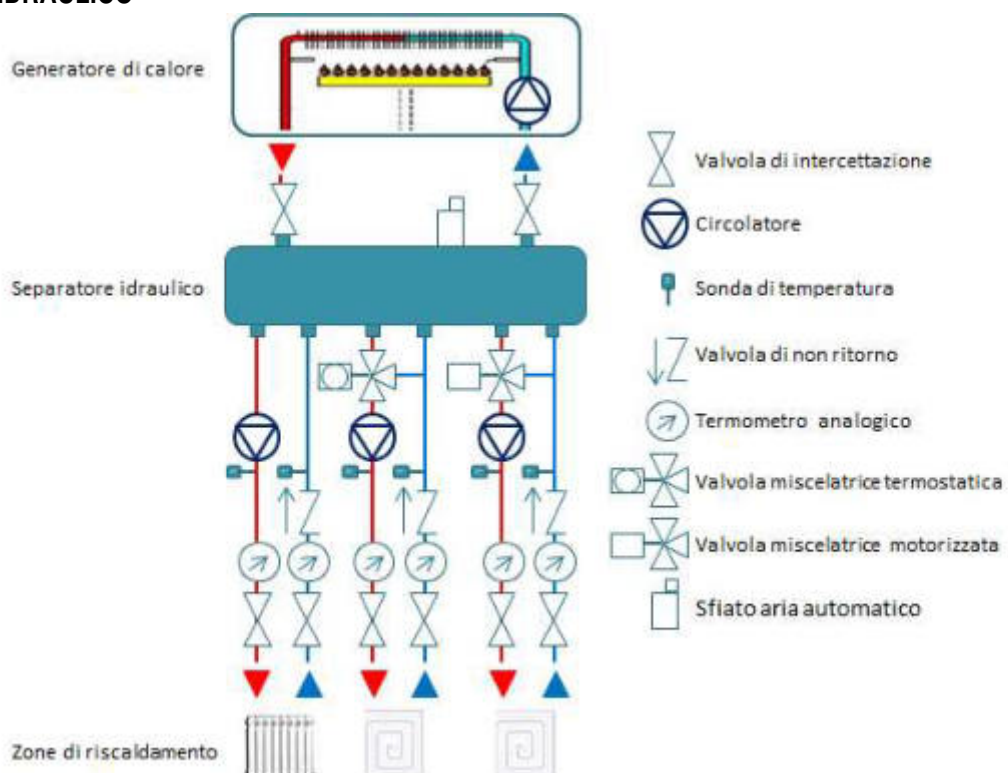 IDRAULICO
Generatore di calore
Valvola di intercettazione
Circolatore
Separatore idraulico
Sonda di temperatura
Valvola di non ritorno
Termometro analogico
Valvola miscelatrice termostatica
Valvola miscelatrice motorizzata
Sfiato aria automatico
Zone di riscaldamento